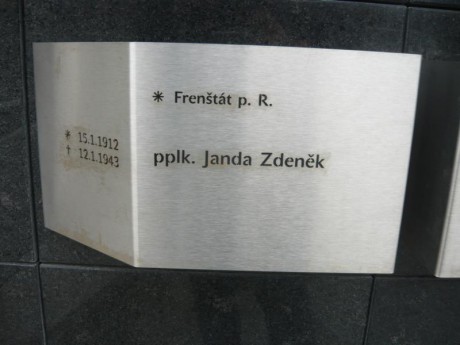 * 15.1.1912
† 12.1.1943
* Frenštát p. R.
pplk. Janda Zdeněk